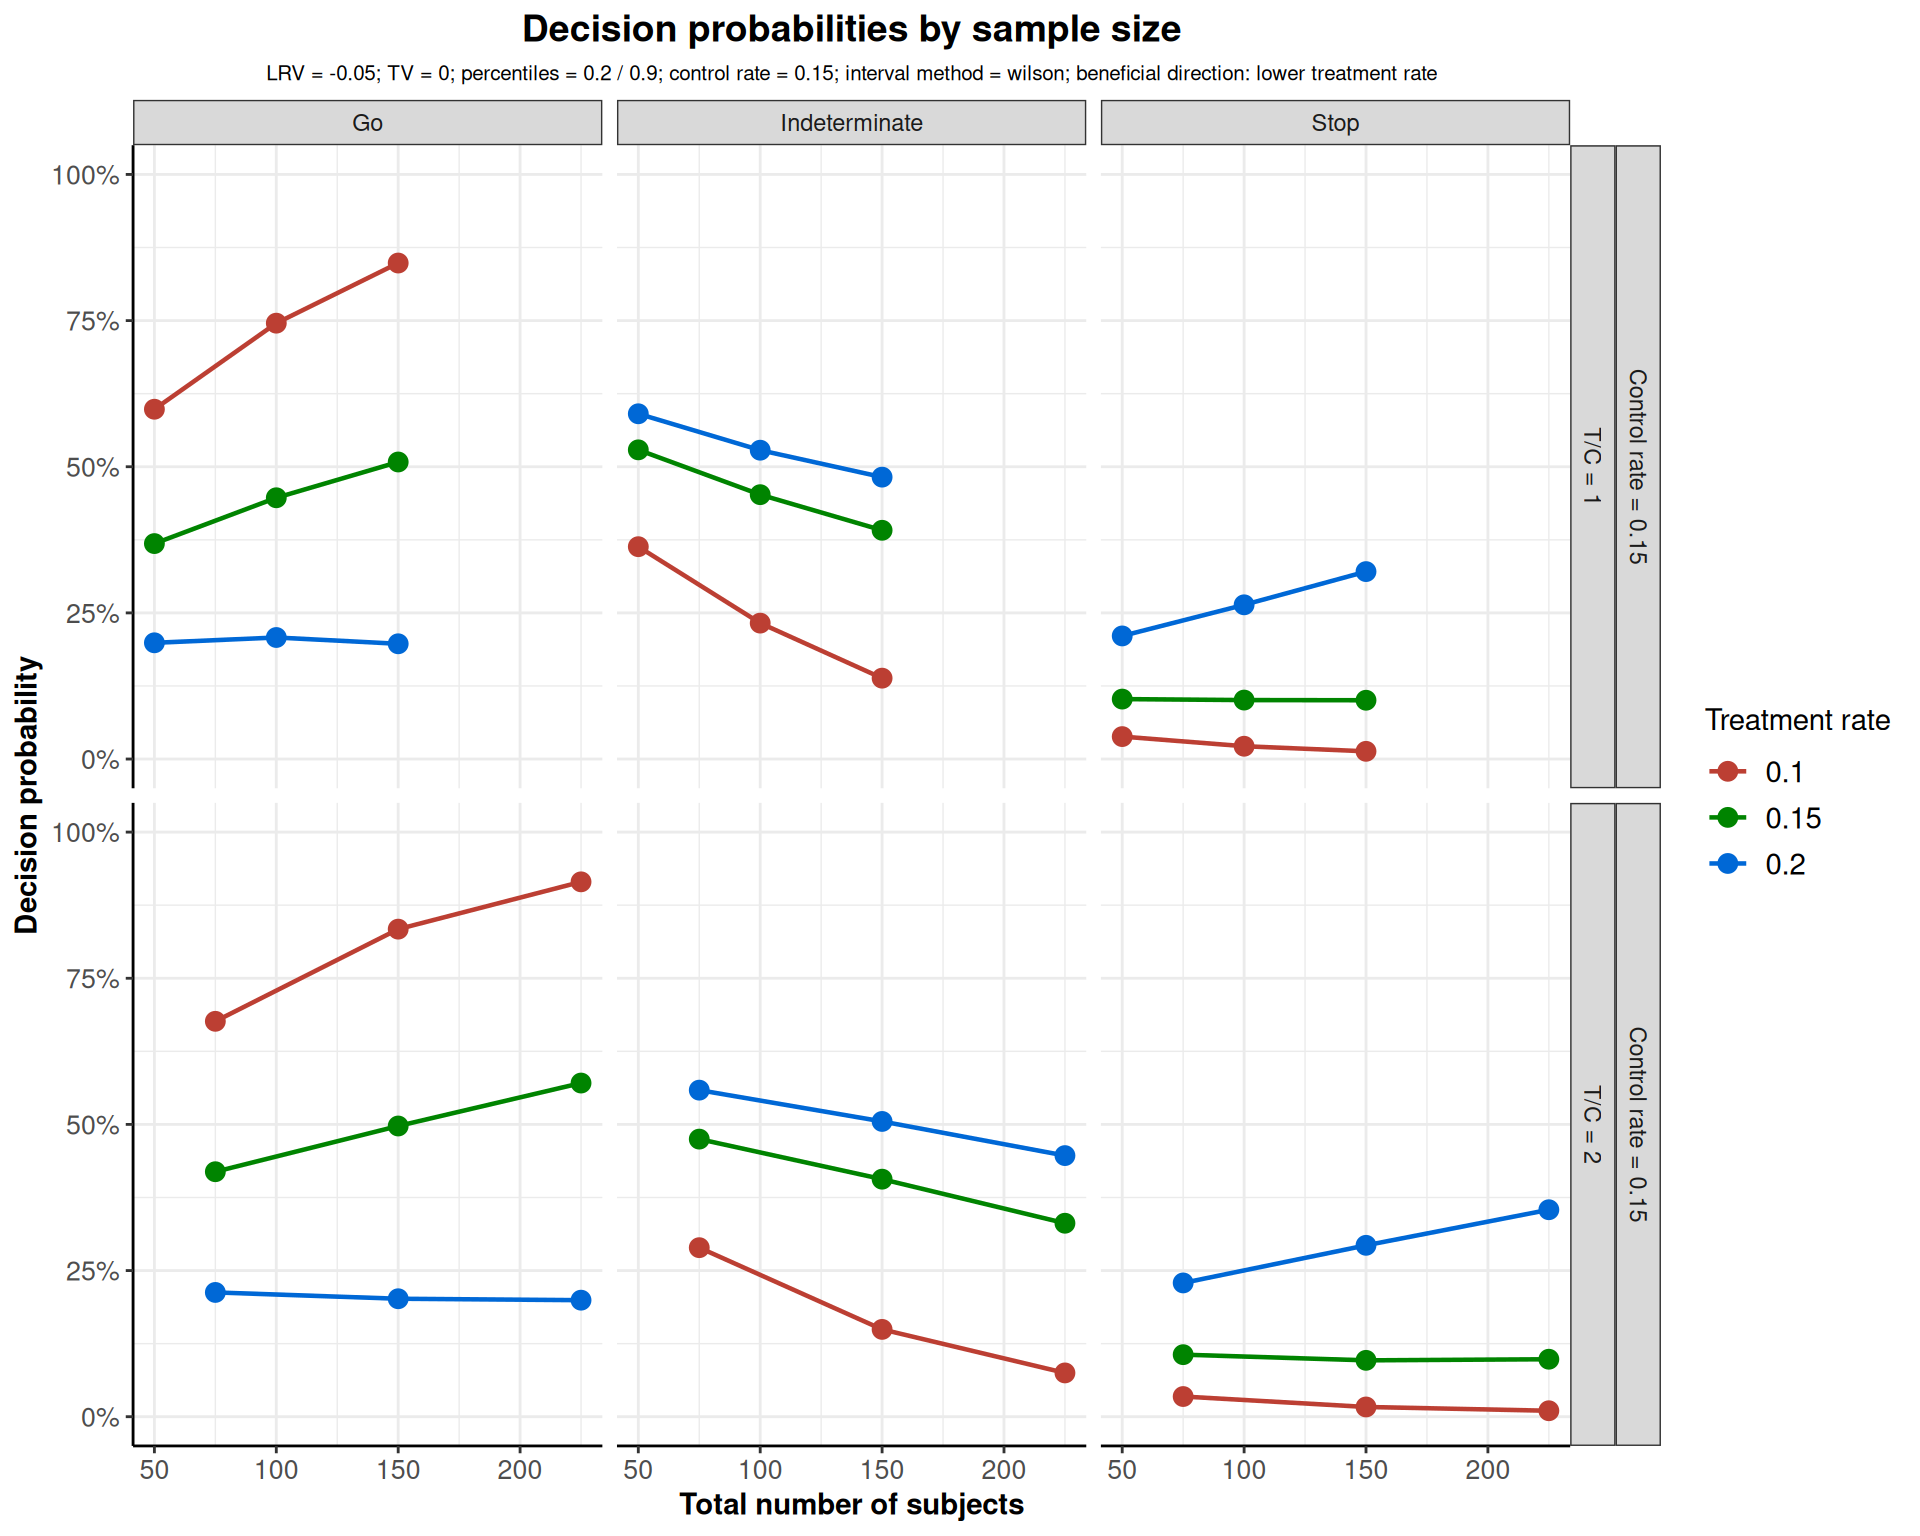 Decision probabilities by sample size
LRV = -0.05; TV = 0; percentiles = 0.2 / 0.9; control rate = 0.15; interval method = wilson; beneficial direction: lower treatment rate
Go
Indeterminate
Stop
100%
75%
50%
25%
0%
T/C = 1
Control rate = 0.15
100%
75%
50%
25%
0%
T/C = 2
Control rate = 0.15
Decision probability
50 100 150 200
50 100 150 200
50 100 150 200
Total number of subjects
Treatment rate
0.1
0.15
0.2